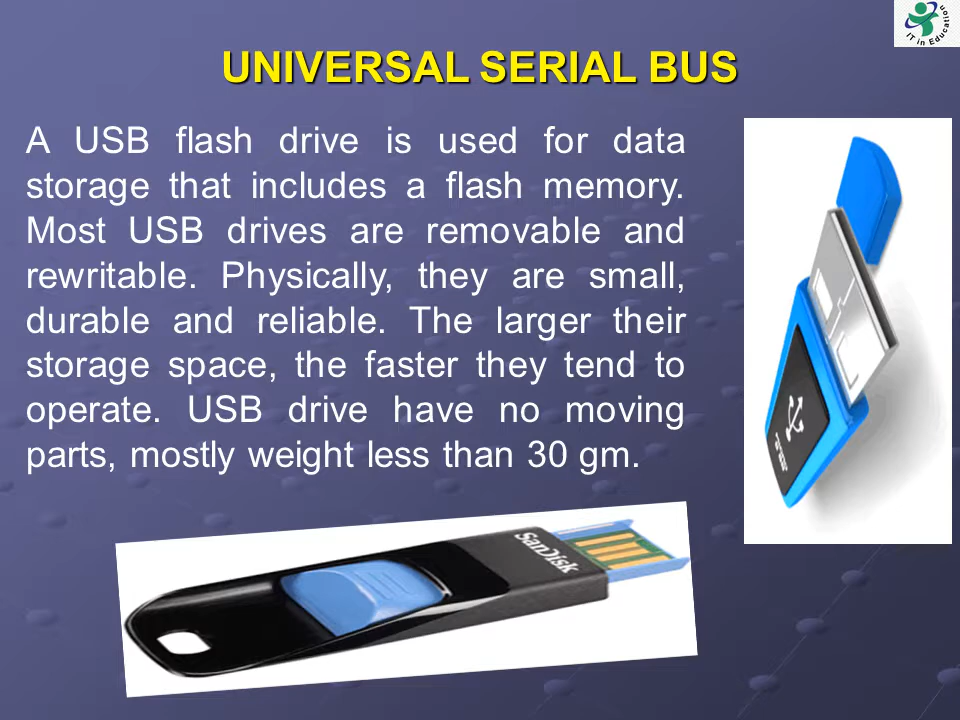 IT in Education
UNIVERSAL SERIAL BUS
A USB flash drive is used for data
storage that includes a flash memory.
Most USB drives are removable and
rewritable. Physically, they are small,
durable and reliable. The larger their
storage space, the faster they tend to
operate. USB drive have no moving
parts, mostly weight less than 30 gm.
SanDisk